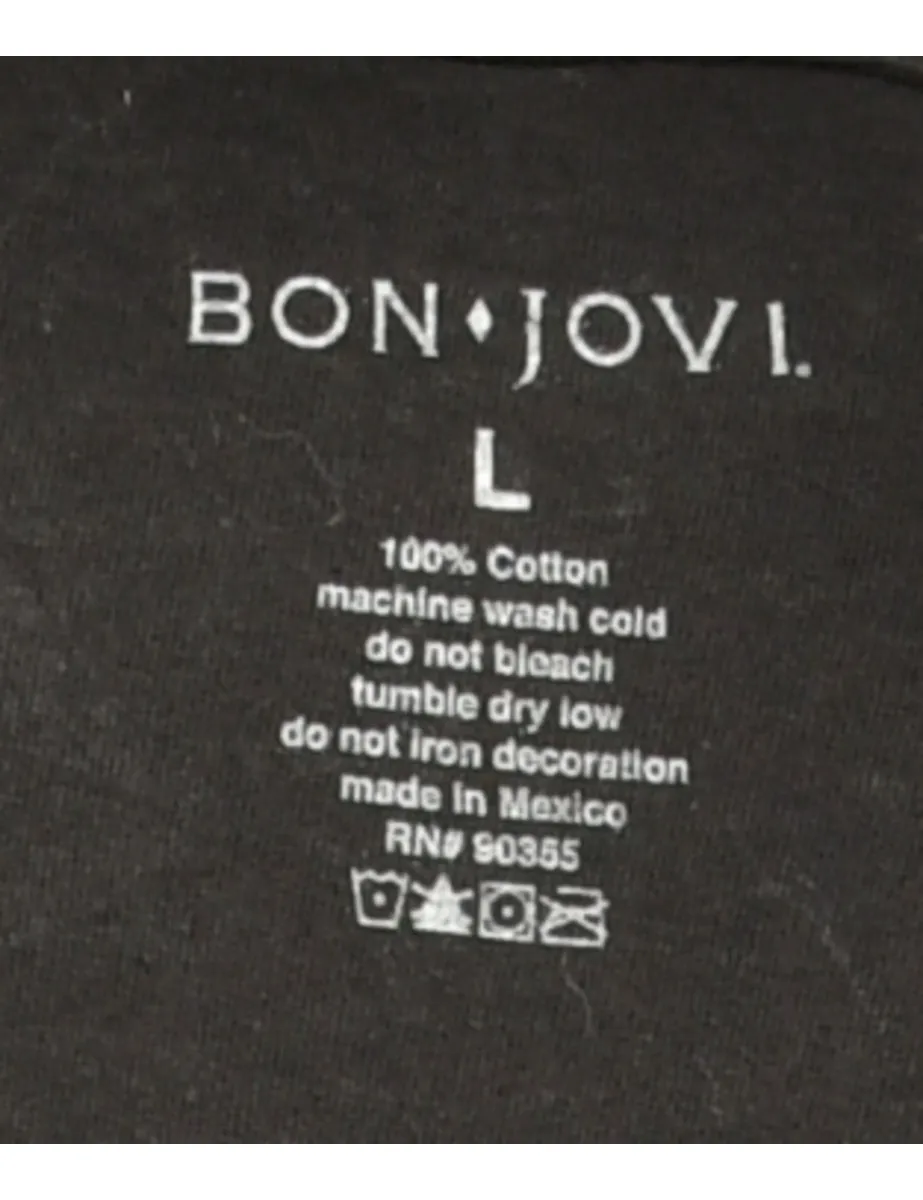 BON♦JOVI.
L
100% Cotton
machine wash cold
do not bleach
tumble dry low
do not iron decoration
made in Mexico
RN# 90355